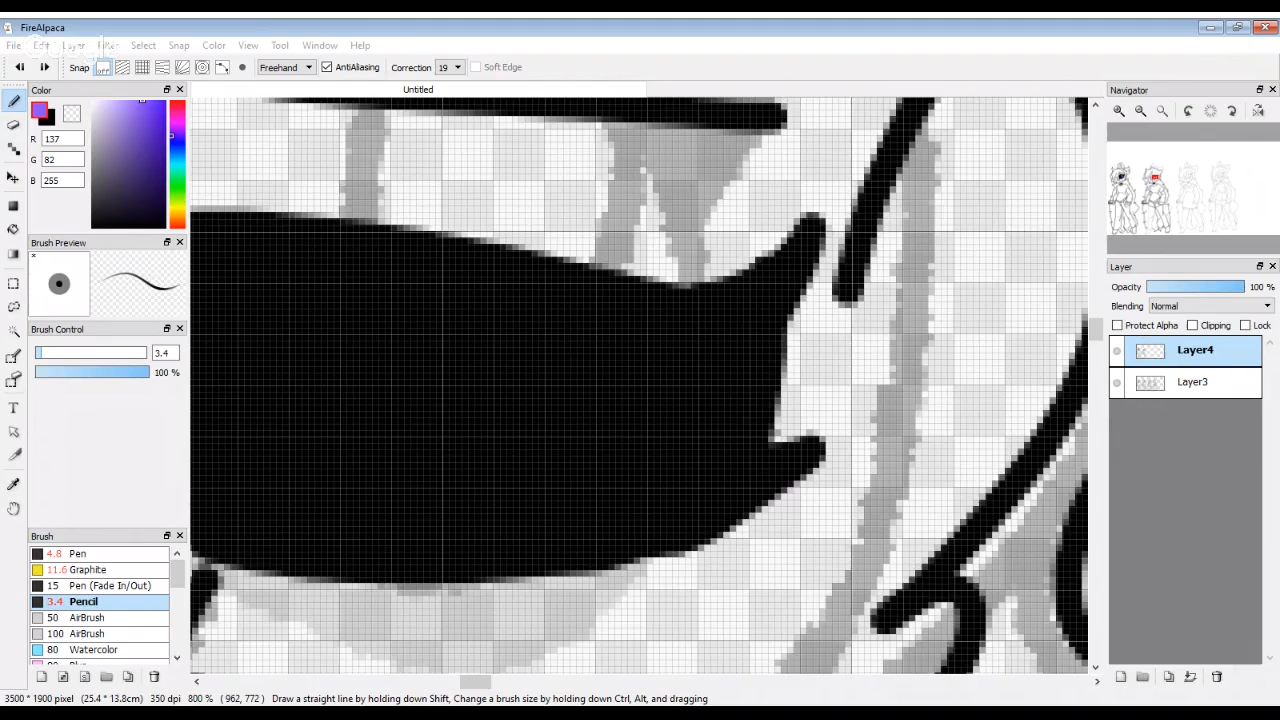 FireAlpaca
File Edit Layer Filter Select Snap Color View Tool Window Help
Snap OFF Freehand AntiAliasing Correction 19 Soft Edge
Color
Untitled
Navigator
R 137
G 82
B 255
Brush Preview
Layer
Opacity 100 %
Blending Normal
Protect Alpha Clipping Lock
Brush Control
Layer4
3.4
100 %
Layer3
Brush
4.8 Pen
11.6 Graphite
15 Pen (Fade In/Out)
3.4 Pencil
50 AirBrush
100 AirBrush
80 Watercolor
3500 * 1900 pixel (25.4 * 13.8cm) 350 dpi 800 % ( 962, 772 ) Draw a straight line by holding down Shift, Change a brush size by holding down Ctrl, Alt, and dragging